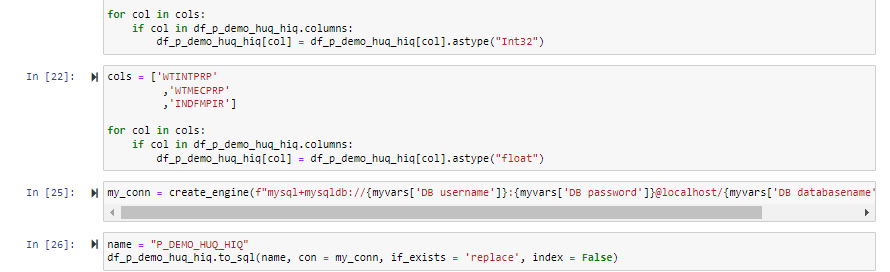 for col in cols:
    if col in df_p_demo_huq_hiq.columns:
        df_p_demo_huq_hiq[col] = df_p_demo_huq_hiq[col].astype("Int32")
In [22]:
cols = ['WTINTPRP'
        ,'WTMECPRP'
        ,'INDFMPIR']
for col in cols:
    if col in df_p_demo_huq_hiq.columns:
        df_p_demo_huq_hiq[col] = df_p_demo_huq_hiq[col].astype("float")
In [25]:
my_conn = create_engine(f"mysql+mysqldb://{myvars['DB username']}:{myvars['DB password']}@localhost/{myvars['DB databasename'
In [26]:
name = "P_DEMO_HUQ_HIQ"
df_p_demo_huq_hiq.to_sql(name, con = my_conn, if_exists = 'replace', index = False)